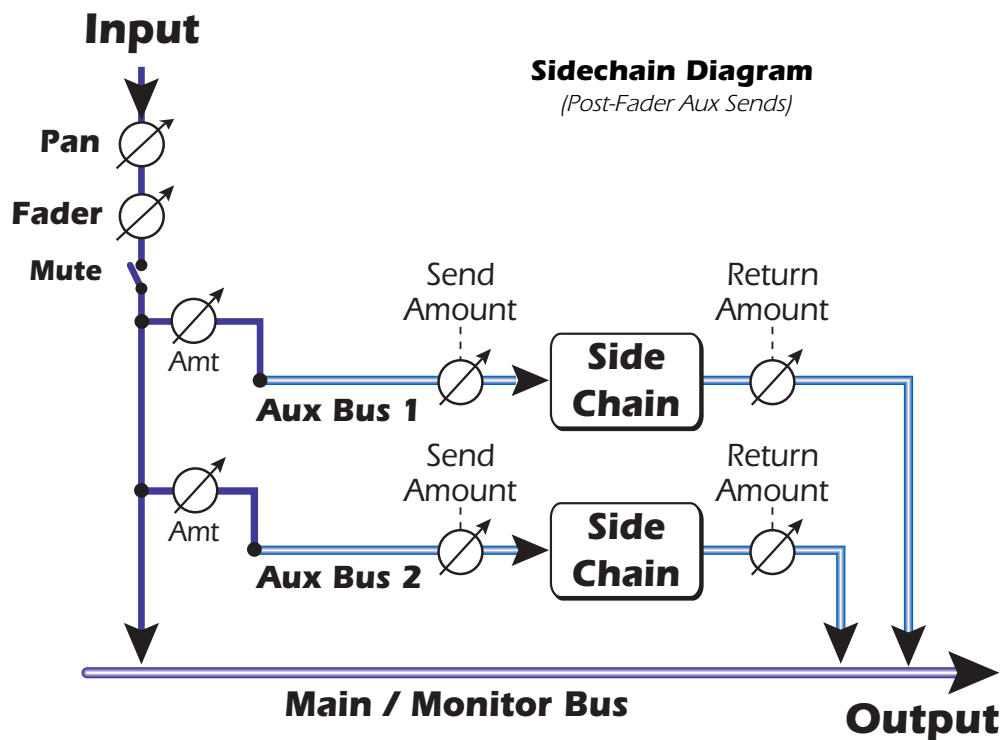 Input
Sidechain Diagram
(Post-Fader Aux Sends)
Pan
Fader
Mute
Send
Amount
Return
Amount
Amt
Side
Chain
Aux Bus 1
Send
Amount
Return
Amount
Amt
Side
Chain
Aux Bus 2
Main / Monitor Bus
Output